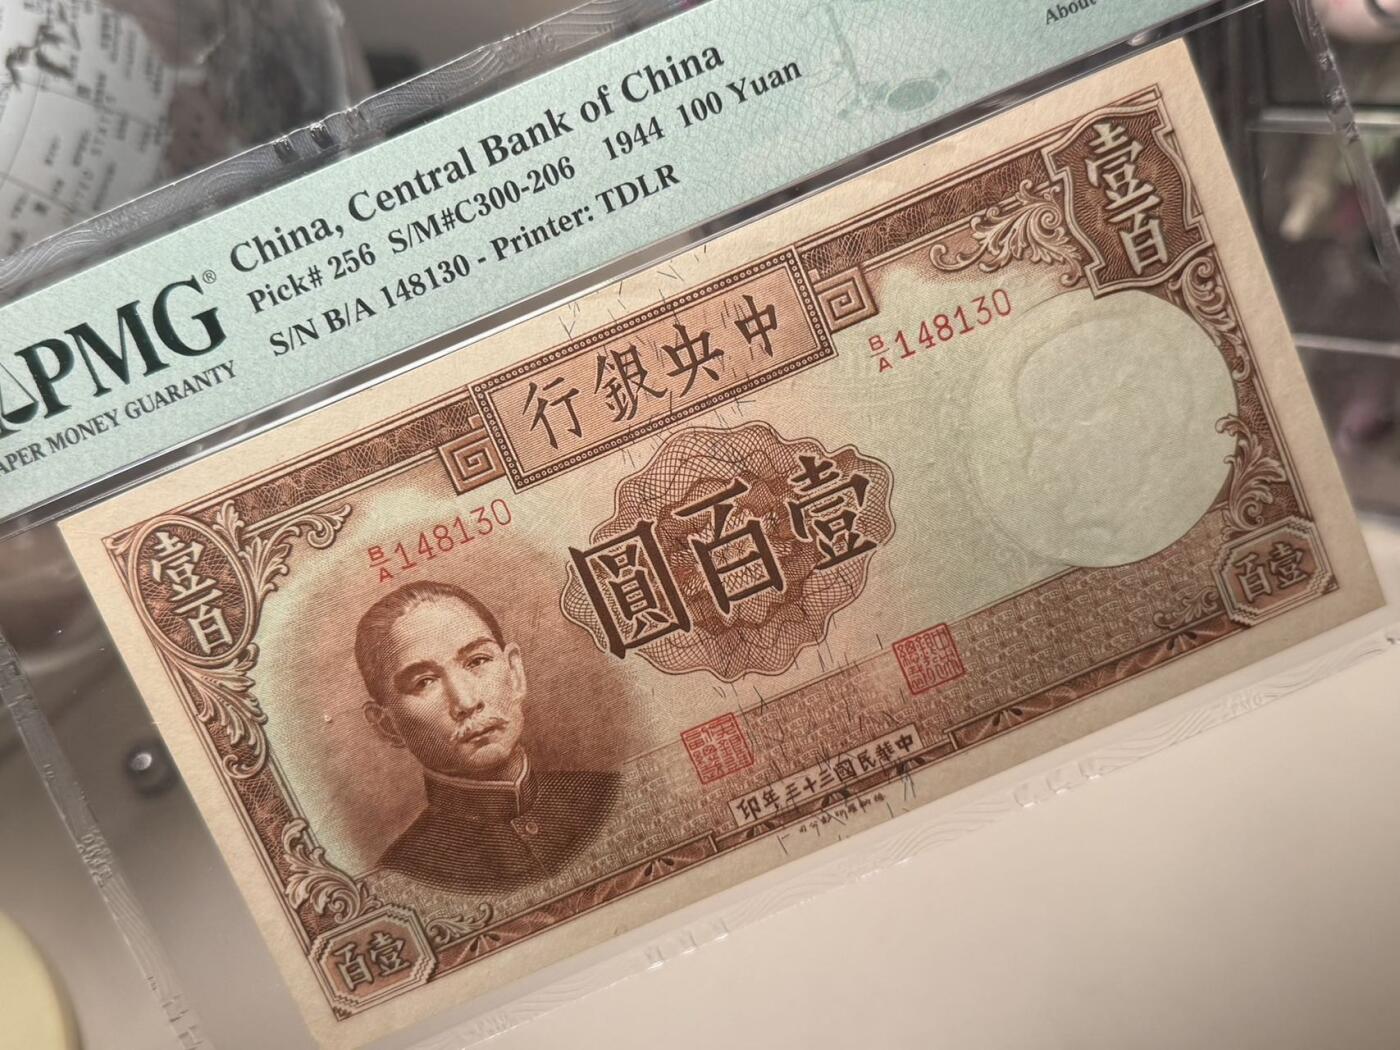 China, Central Bank of China
Pick# 256 S/M#C300-206 1944 100 Yuan
S/N B/A 148130 - Printer: TDLR
About
PMG®
PAPER MONEY GUARANTY
中央銀行
B/A 148130
B/A 148130
壹百
壹百
壹百圓
中華民國三十三年印
壹百
壹百